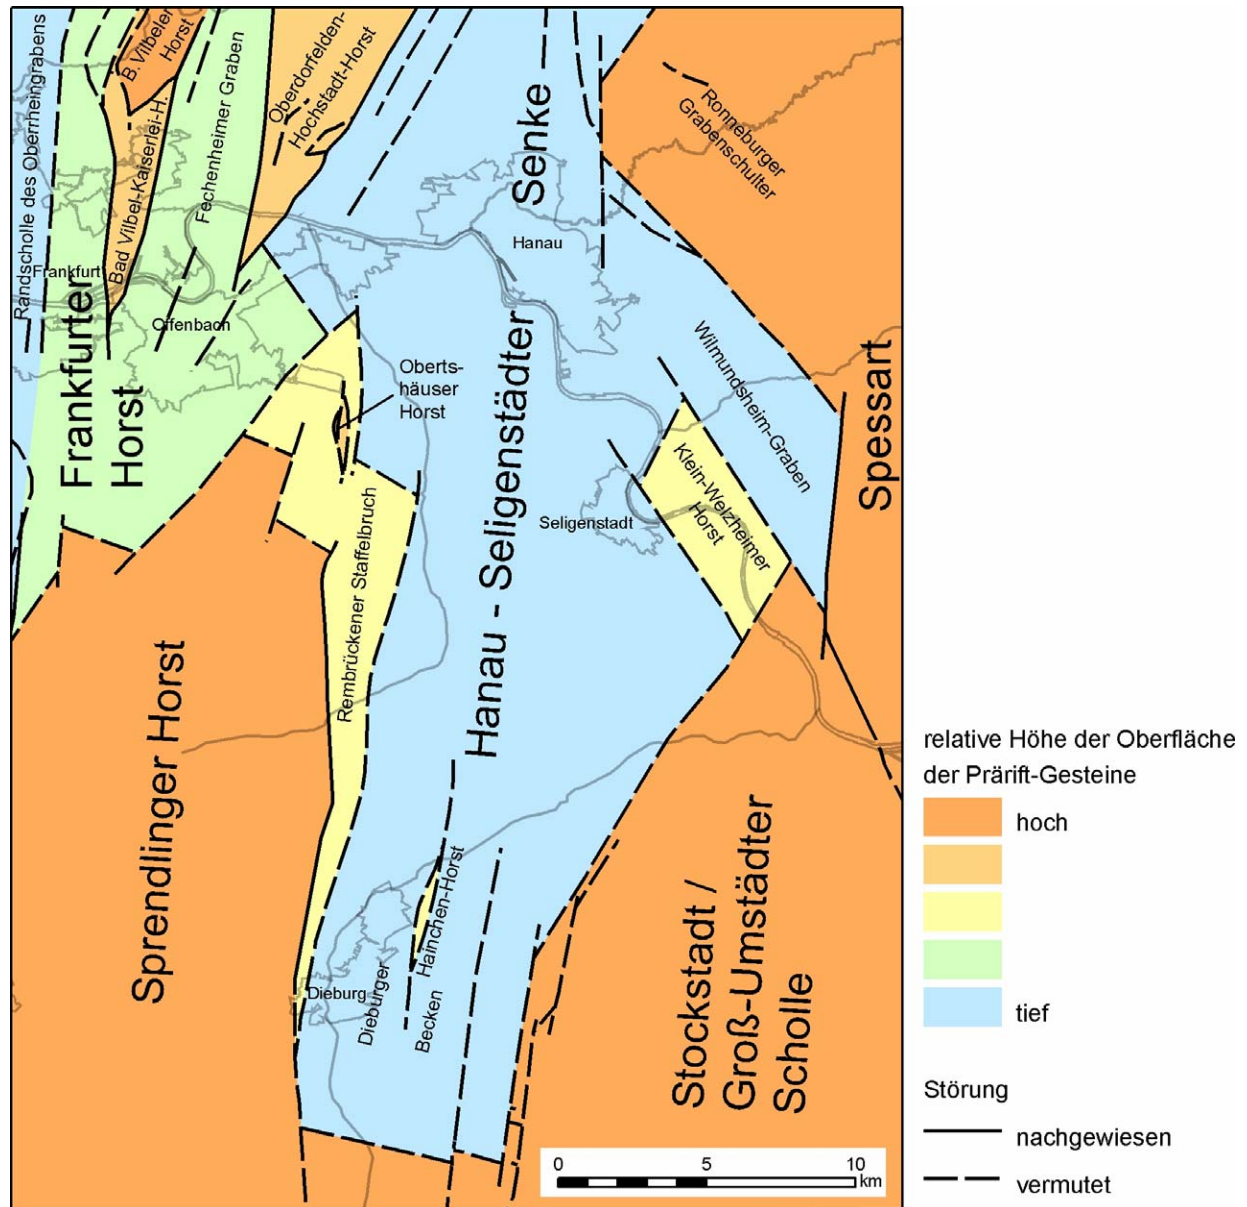 Randscholle des Oberrheingrabens
B. Vilbeler
Horst
Bad Vilbel-Kaiserlei-H.
Fechenheimer Graben
Oberdorfelden-
Hochstadt-Horst
Ronneburger
Grabenschulter
Frankfurt
Offenbach
Hanau
Frankfurter
Horst
Oberts-
häuser
Horst
Hanau - Seligenstädter Senke
Wilmundsheim-Graben
Spessart
Klein-Welzheimer
Horst
Seligenstadt
Rembrückener Staffelbruch
Sprendlinger Horst
Hainchen-Horst
Dieburg
Dieburger
Becken
Stockstadt /
Groß-Umstädter
Scholle
0 5 10
km
relative Höhe der Oberfläche
der Prärift-Gesteine
hoch
tief
Störung
nachgewiesen
vermutet